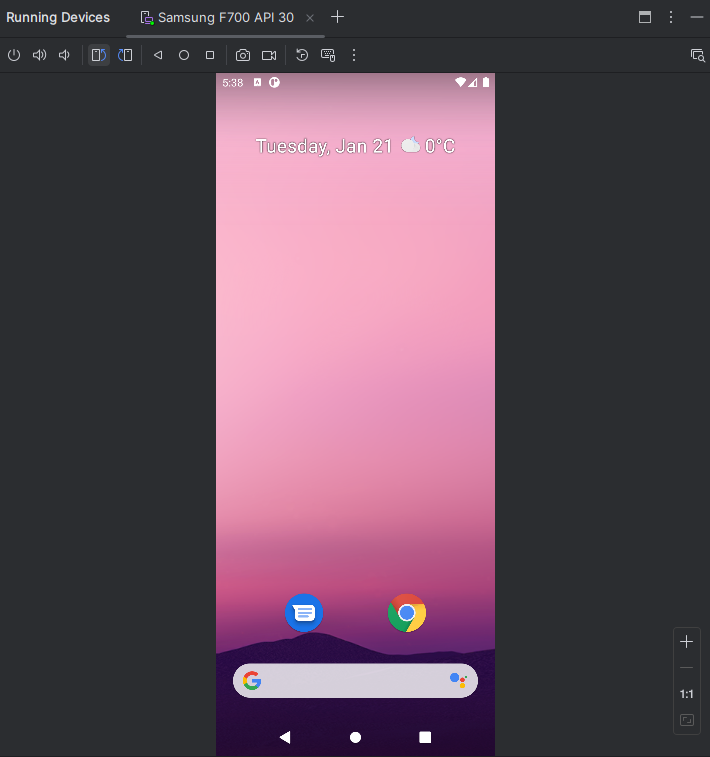 Running Devices
Samsung F700 API 30
5:38
Tuesday, Jan 21 0°C
1:1